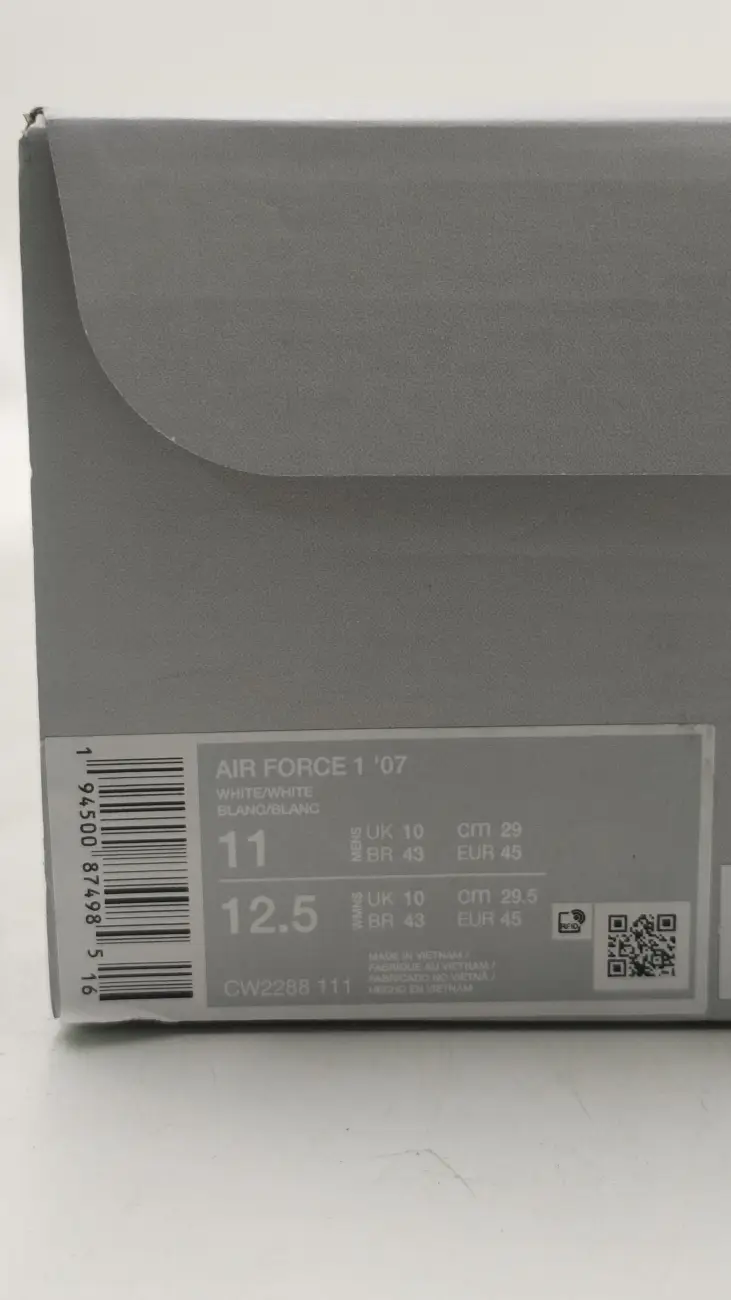 AIR FORCE 1 '07
WHITE/WHITE
BLANC/BLANC
11 MENS UK 10 cm 29
BR 43 EUR 45
12.5 WMNS UK 10 cm 29.5
BR 43 EUR 45
RFID
CW2288 111
MADE IN VIETNAM /
FABRIQUE AU VIETNAM /
FABRICADO NO VIETNÃ /
HECHO EN VIETNAM
1 94500 87498 5 16